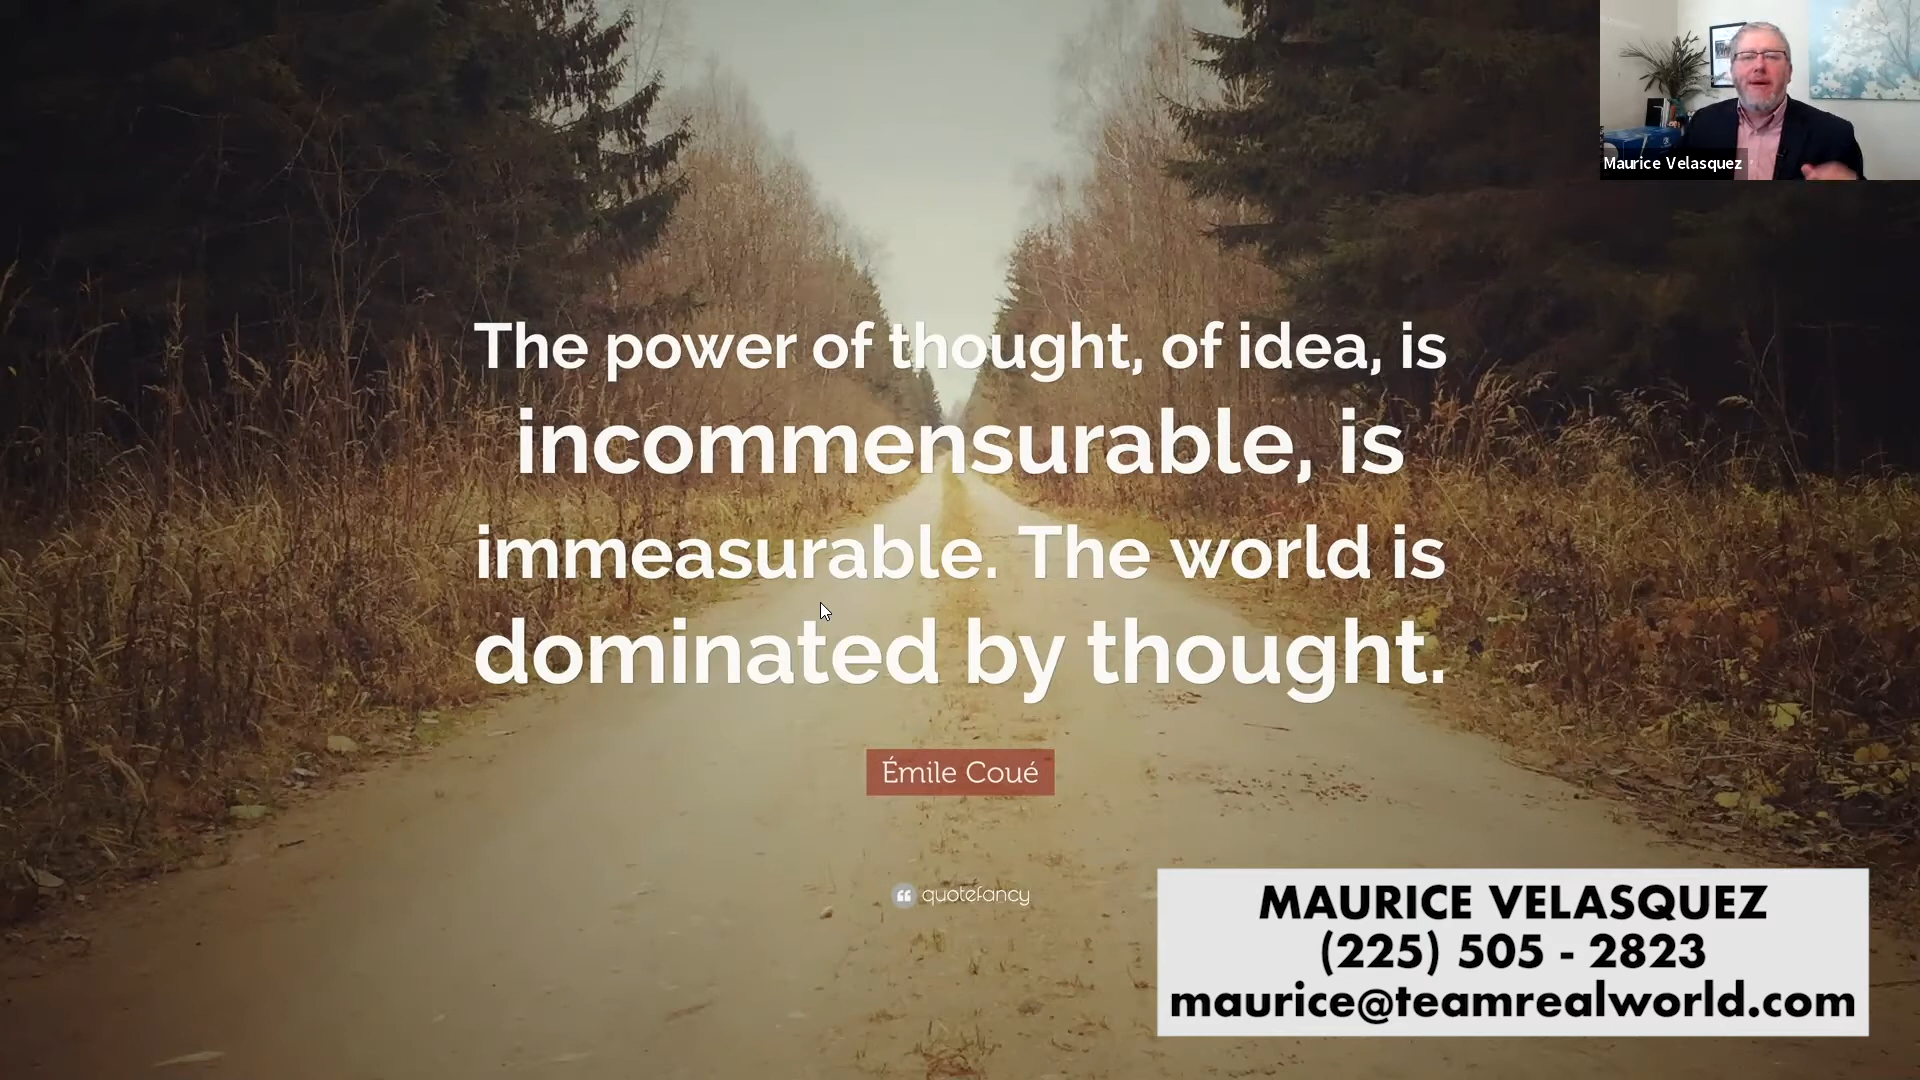 Maurice Velasquez
The power of thought, of idea, is
incommensurable, is
immeasurable. The world is
dominated by thought.
Émile Coué
quotefancy
MAURICE VELASQUEZ
(225) 505 - 2823
maurice@teamrealworld.com